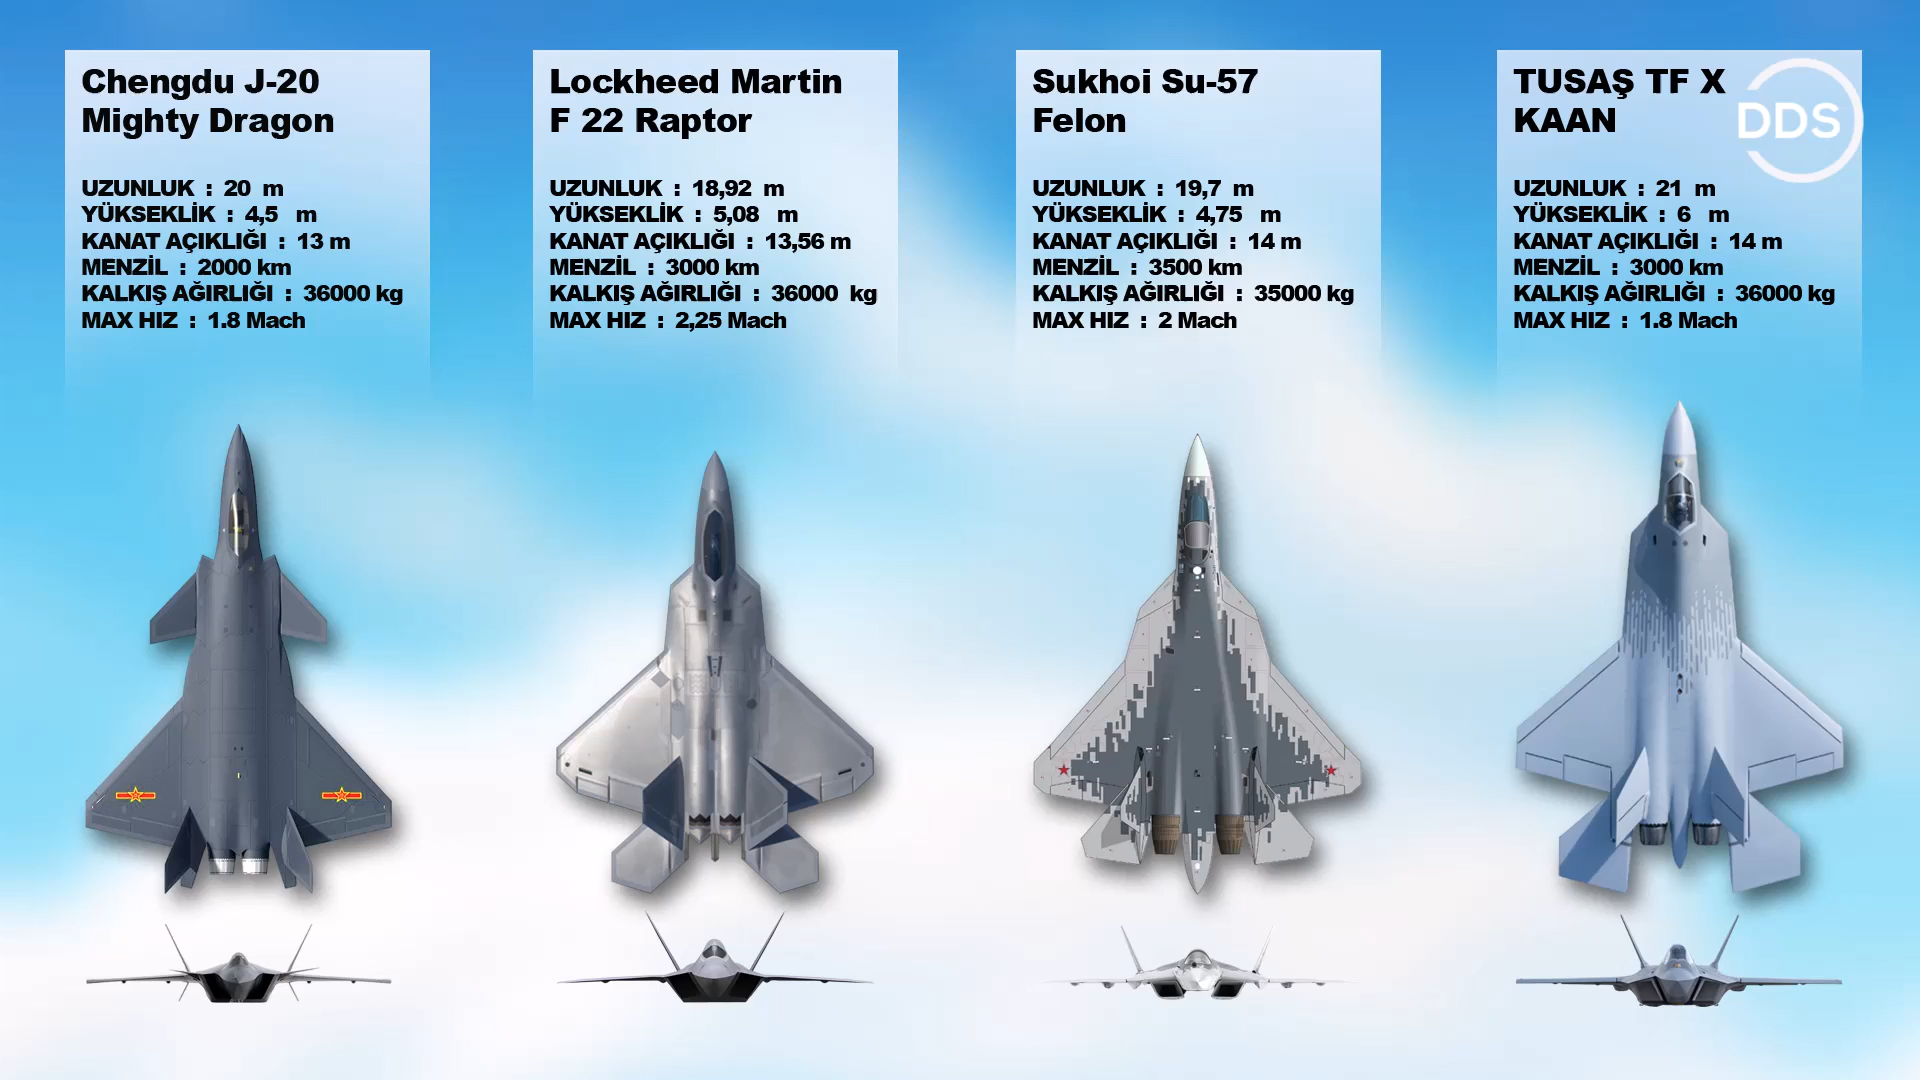 Chengdu J-20
Mighty Dragon
UZUNLUK : 20 m
YÜKSEKLİK : 4,5 m
KANAT AÇIKLIĞI : 13 m
MENZİL : 2000 km
KALKIŞ AĞIRLIĞI : 36000 kg
MAX HIZ : 1.8 Mach
Lockheed Martin
F 22 Raptor
UZUNLUK : 18,92 m
YÜKSEKLİK : 5,08 m
KANAT AÇIKLIĞI : 13,56 m
MENZİL : 3000 km
KALKIŞ AĞIRLIĞI : 36000 kg
MAX HIZ : 2,25 Mach
Sukhoi Su-57
Felon
UZUNLUK : 19,7 m
YÜKSEKLİK : 4,75 m
KANAT AÇIKLIĞI : 14 m
MENZİL : 3500 km
KALKIŞ AĞIRLIĞI : 35000 kg
MAX HIZ : 2 Mach
TUSAŞ TF X
KAAN
UZUNLUK : 21 m
YÜKSEKLİK : 6 m
KANAT AÇIKLIĞI : 14 m
MENZİL : 3000 km
KALKIŞ AĞIRLIĞI : 36000 kg
MAX HIZ : 1.8 Mach
DDS